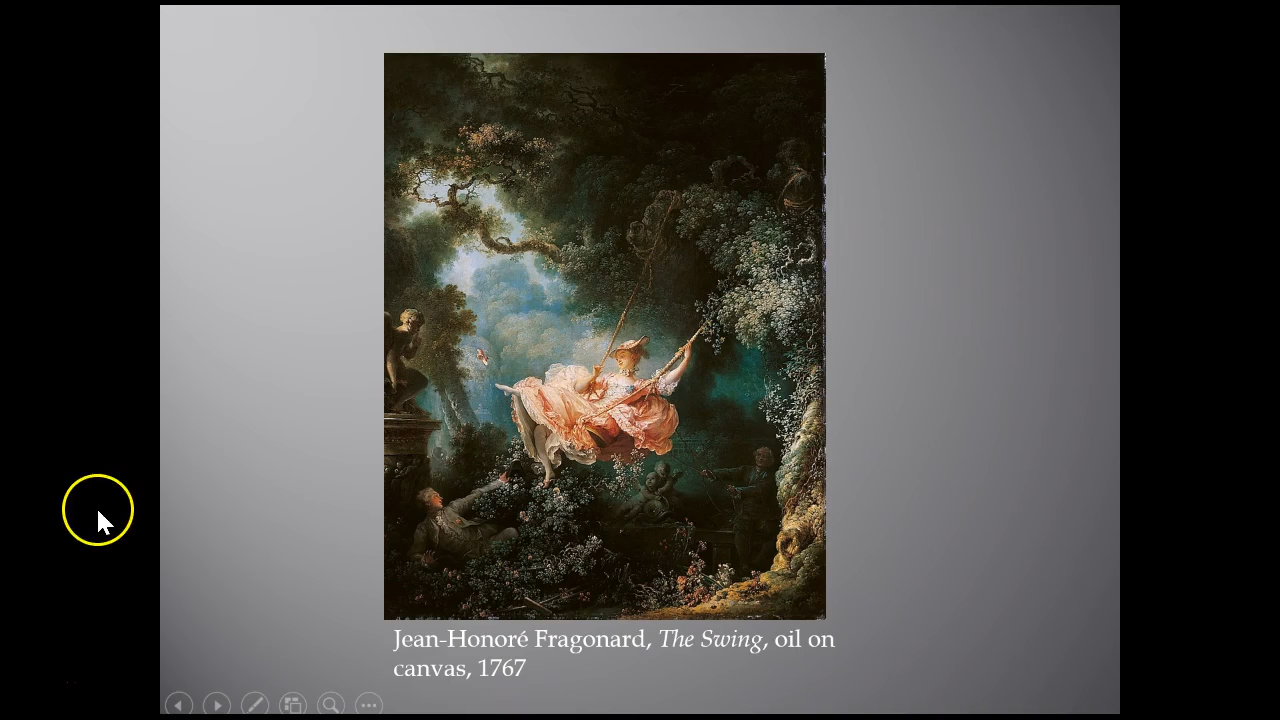 Jean-Honoré Fragonard, The Swing, oil on
canvas, 1767